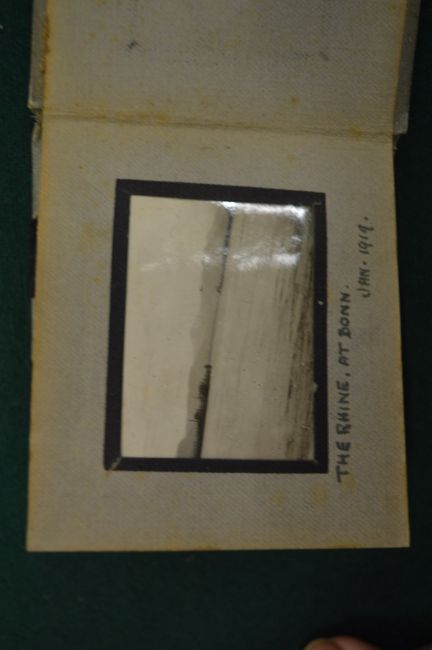 THE RHINE, AT BONN.
JAN. 1919.